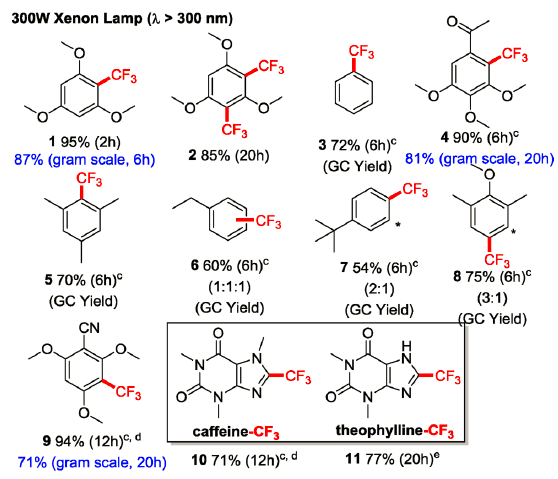 300W Xenon Lamp (λ > 300 nm)
O
CF3
O
O
1 95% (2h)
87% (gram scale, 6h)
O
CF3
O
O
CF3
2 85% (20h)
CF3
3 72% (6h)c
(GC Yield)
O
CF3
O
O
O
4 90% (6h)c
81% (gram scale, 20h)
CF3
5 70% (6h)c
(GC Yield)
CF3
6 60% (6h)c
(1:1:1)
(GC Yield)
CF3
*
7 54% (6h)c
(2:1)
(GC Yield)
O
*
CF3
8 75% (6h)c
(3:1)
(GC Yield)
CN
O
O
CF3
O
9 94% (12h)c, d
71% (gram scale, 20h)
O
N
N
CF3
O
N
N
caffeine-CF3
10 71% (12h)c, d
O
H
N
N
CF3
O
N
N
theophylline-CF3
11 77% (20h)e